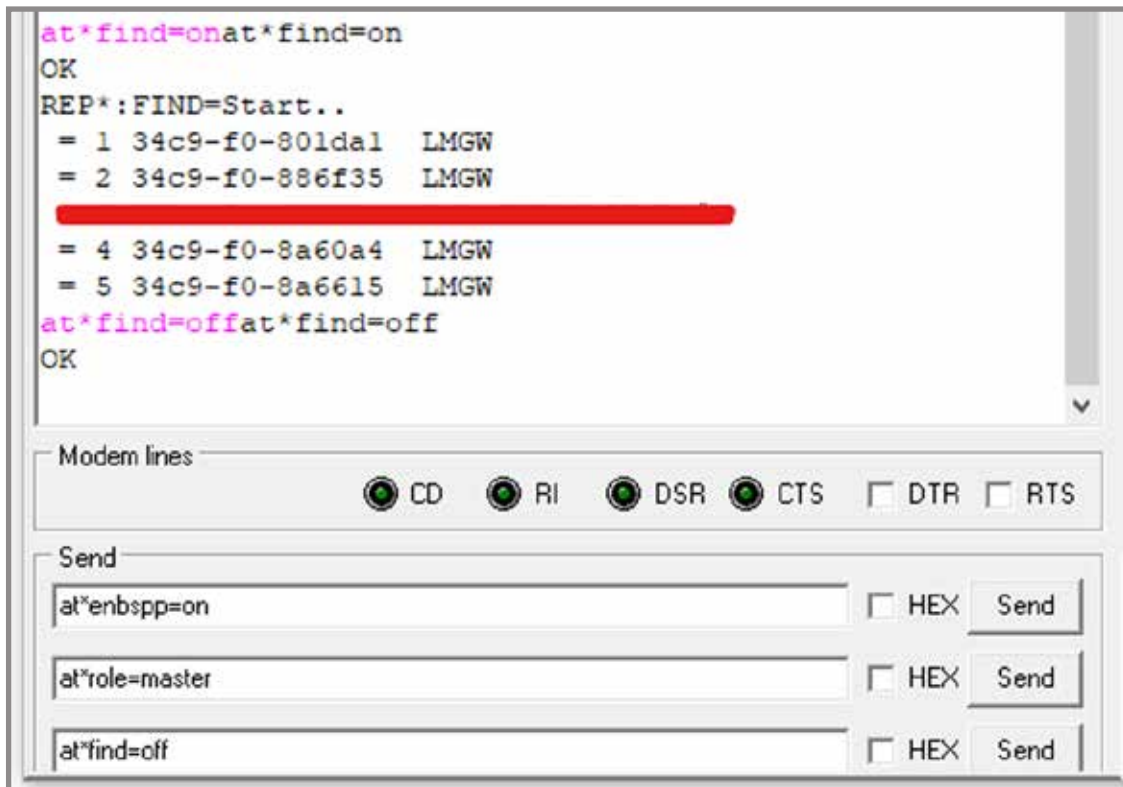 at*find=onat*find=on
OK
REP*:FIND=Start..
= 1 34c9-f0-801da1 LMGW
= 2 34c9-f0-886f35 LMGW
= 4 34c9-f0-8a60a4 LMGW
= 5 34c9-f0-8a6615 LMGW
at*find=offat*find=off
OK
Modem lines
CD RI DSR CTS DTR RTS
Send
at*enbspp=on HEX Send
at*role=master HEX Send
at*find=off HEX Send